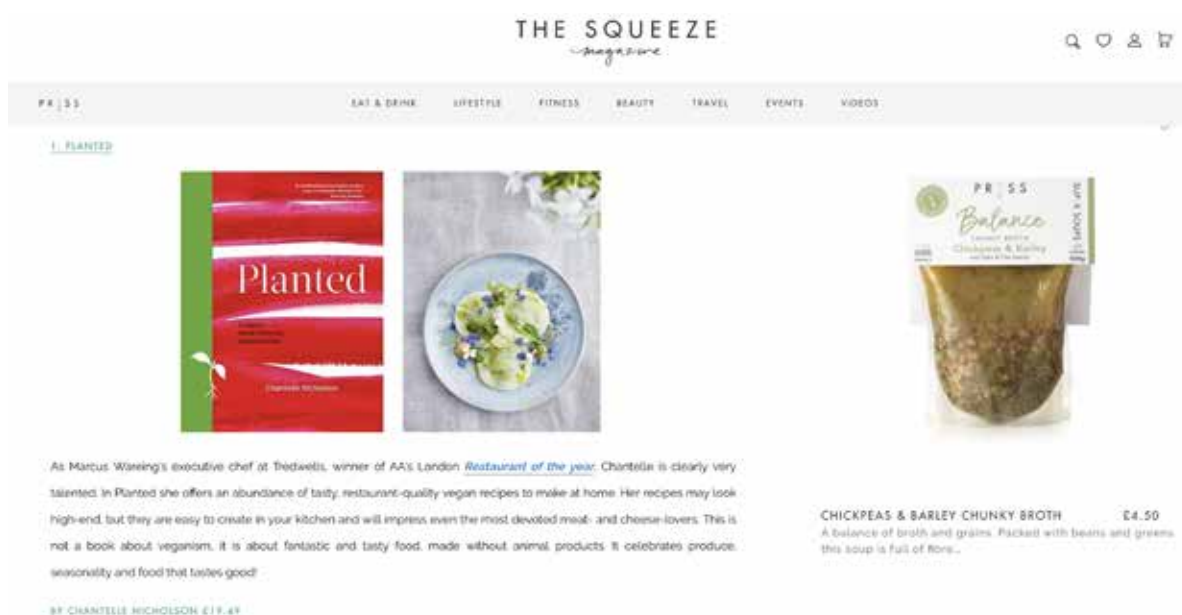 THE SQUEEZE
magazine
PR SS
EAT & DRINK LIFESTYLE FITNESS BEAUTY TRAVEL EVENTS VIDEOS
1. PLANTED
Planted
Chantelle Nicholson
PR SS
Balance
CHUNKY BROTH
Chickpeas & Barley
SUP X SOUPS
As Marcus Wareing's executive chef at Tredwells, winner of AA's London Restaurant of the year, Chantelle is clearly very
talented. In Planted she offers an abundance of tasty, restaurant-quality vegan recipes to make at home. Her recipes may look
high-end, but they are easy to create in your kitchen and will impress even the most devoted meat- and cheese-lovers. This is
not a book about veganism, it is about fantastic and tasty food, made without animal products. It celebrates produce,
seasonality and food that tastes good!
BY CHANTELLE NICHOLSON £19.49
CHICKPEAS & BARLEY CHUNKY BROTH £4.50
A balance of broth and grains. Packed with beans and greens
this soup is full of fibre...